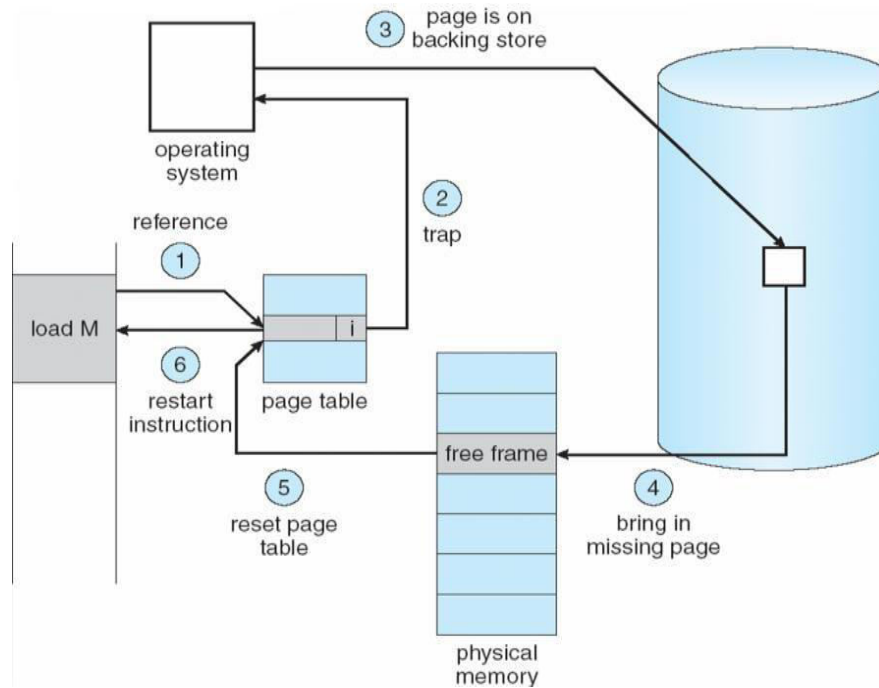 3
page is on
backing store
operating
system
2
trap
reference
1
load M
i
6
restart
instruction
page table
free frame
5
reset page
table
4
bring in
missing page
physical
memory